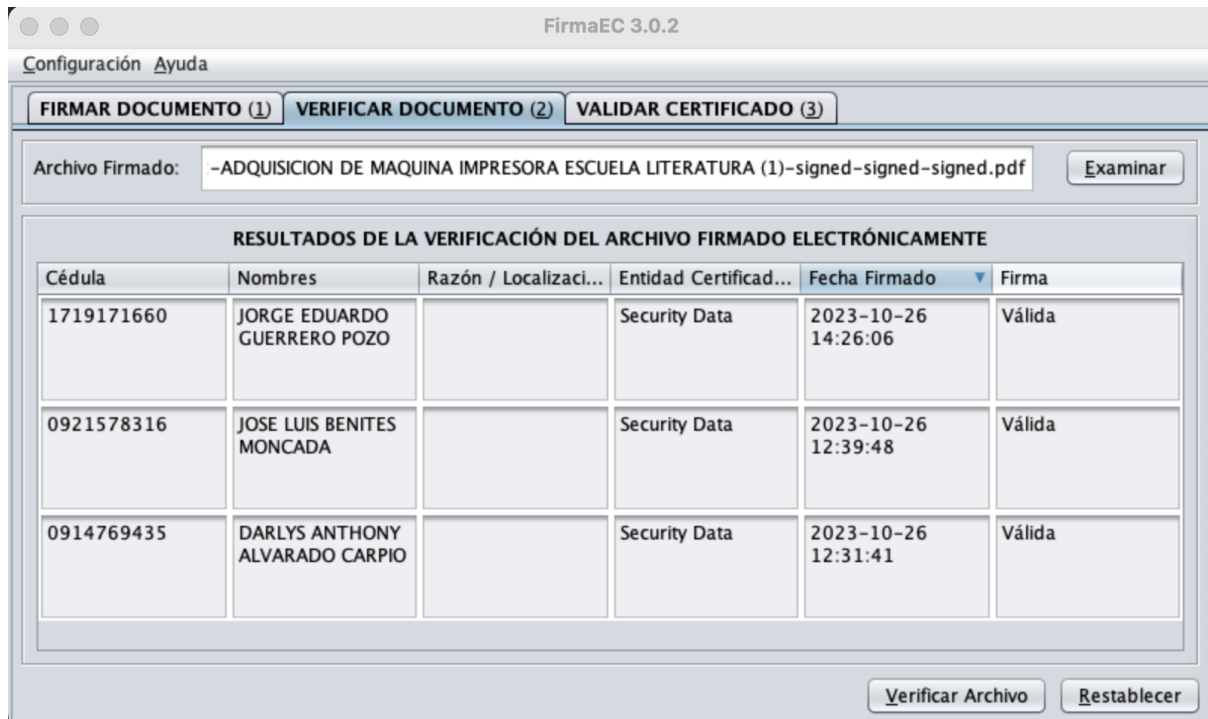 FirmaEC 3.0.2
Configuración Ayuda
FIRMAR DOCUMENTO (1) VERIFICAR DOCUMENTO (2) VALIDAR CERTIFICADO (3)
Archivo Firmado: :-ADQUISICION DE MAQUINA IMPRESORA ESCUELA LITERATURA (1)-signed-signed-signed.pdf Examinar
RESULTADOS DE LA VERIFICACIÓN DEL ARCHIVO FIRMADO ELECTRÓNICAMENTE
Cédula Nombres Razón / Localizaci... Entidad Certificad... Fecha Firmado Firma
1719171660 JORGE EDUARDO Security Data 2023-10-26 Válida
GUERRERO POZO 14:26:06
0921578316 JOSE LUIS BENITES Security Data 2023-10-26 Válida
MONCADA 12:39:48
0914769435 DARLYS ANTHONY Security Data 2023-10-26 Válida
ALVARADO CARPIO 12:31:41
Verificar Archivo Restablecer